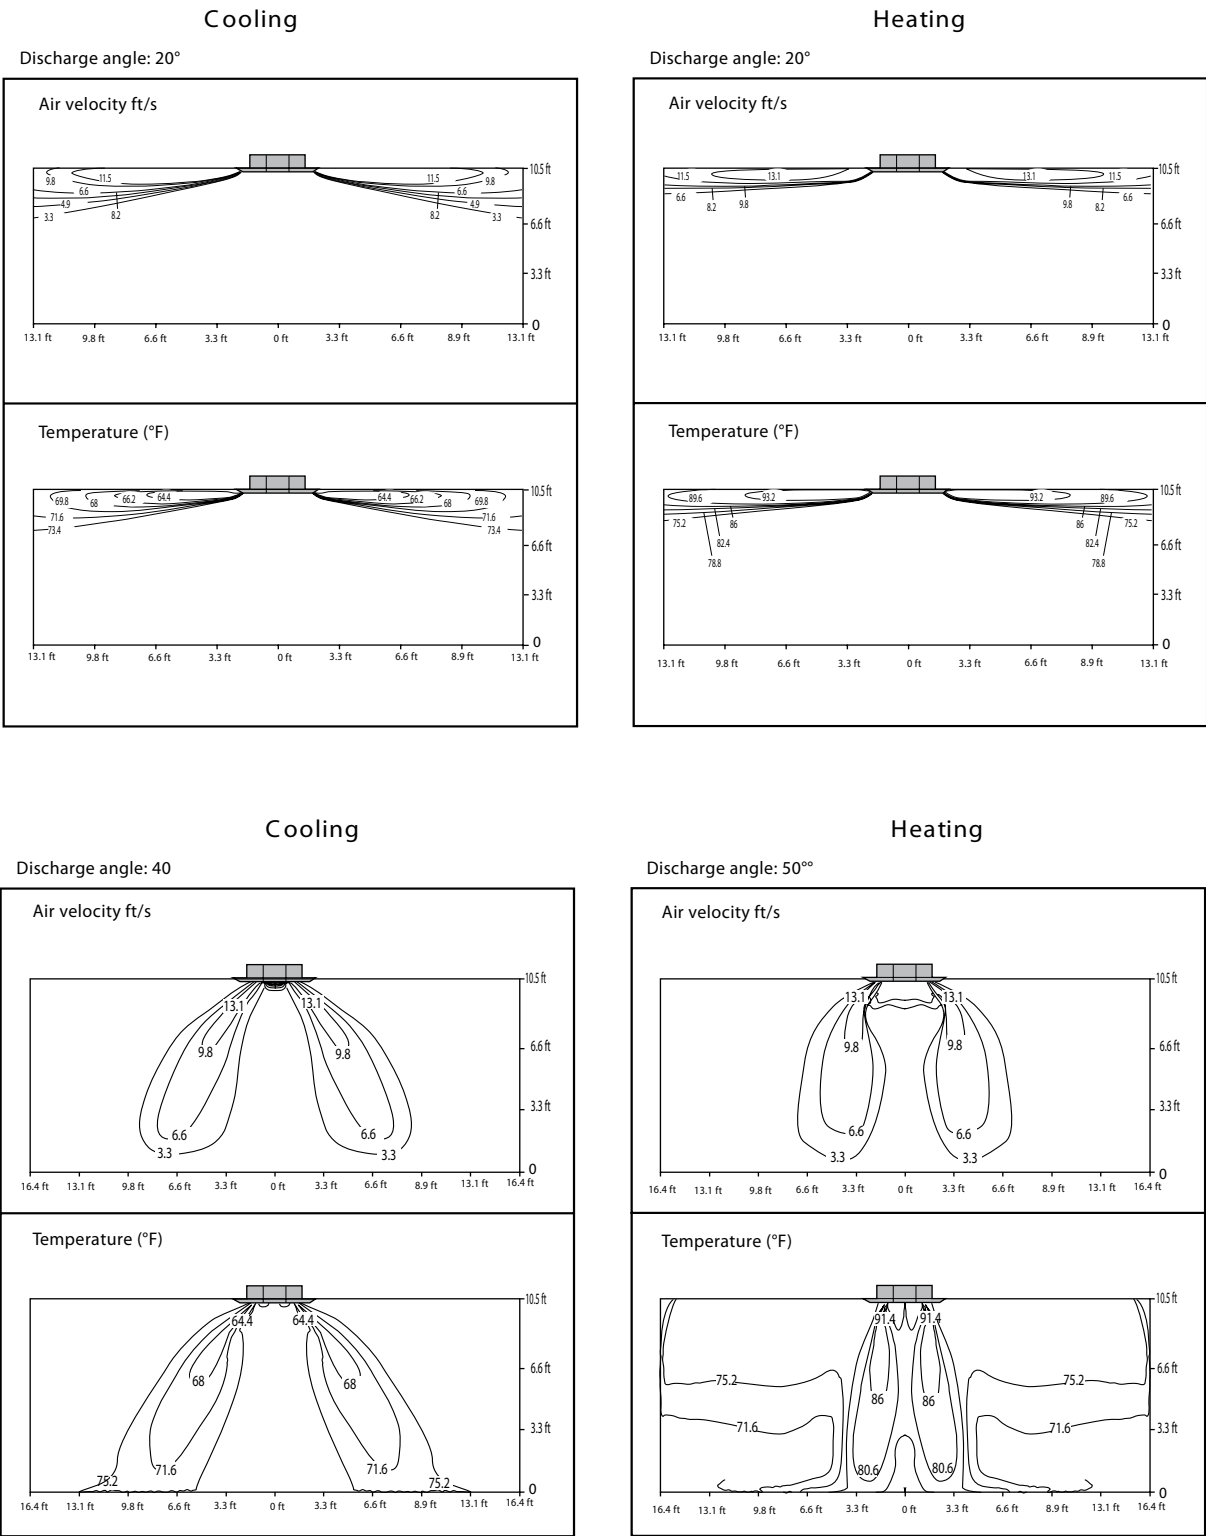 Cooling
Heating
Discharge angle: 20°
Discharge angle: 20°
Air velocity ft/s
9.8 11.5 11.5 9.8
6.6 6.6
4.9 4.9
3.3 8.2 8.2 3.3
10.5 ft
6.6 ft
3.3 ft
0
13.1 ft 9.8 ft 6.6 ft 3.3 ft 0 ft 3.3 ft 6.6 ft 8.9 ft 13.1 ft
Air velocity ft/s
11.5 13.1 13.1 11.5
6.6 8.2 9.8 9.8 8.2 6.6
10.5 ft
6.6 ft
3.3 ft
0
13.1 ft 9.8 ft 6.6 ft 3.3 ft 0 ft 3.3 ft 6.6 ft 8.9 ft 13.1 ft
Temperature (°F)
69.8 68 66.2 64.4 64.4 66.2 68 69.8
71.6 71.6
73.4 73.4
10.5 ft
6.6 ft
3.3 ft
0
13.1 ft 9.8 ft 6.6 ft 3.3 ft 0 ft 3.3 ft 6.6 ft 8.9 ft 13.1 ft
Temperature (°F)
89.6 93.2 93.2 89.6
75.2 86 86 75.2
82.4 82.4
78.8 78.8
10.5 ft
6.6 ft
3.3 ft
0
13.1 ft 9.8 ft 6.6 ft 3.3 ft 0 ft 3.3 ft 6.6 ft 8.9 ft 13.1 ft
Cooling
Heating
Discharge angle: 40
Discharge angle: 50°°
Air velocity ft/s
13.1 13.1
9.8 9.8
6.6 6.6
3.3 3.3
10.5 ft
6.6 ft
3.3 ft
0
16.4 ft 13.1 ft 9.8 ft 6.6 ft 3.3 ft 0 ft 3.3 ft 6.6 ft 8.9 ft 13.1 ft 16.4 ft
Air velocity ft/s
13.1 13.1
9.8 9.8
6.6 6.6
3.3 3.3
10.5 ft
6.6 ft
3.3 ft
0
16.4 ft 13.1 ft 9.8 ft 6.6 ft 3.3 ft 0 ft 3.3 ft 6.6 ft 8.9 ft 13.1 ft 16.4 ft
Temperature (°F)
64.4 64.4
68 68
71.6 71.6
75.2 75.2
10.5 ft
6.6 ft
3.3 ft
0
16.4 ft 13.1 ft 9.8 ft 6.6 ft 3.3 ft 0 ft 3.3 ft 6.6 ft 8.9 ft 13.1 ft 16.4 ft
Temperature (°F)
91.4 91.4
75.2 86 86 75.2
71.6 71.6
80.6 80.6
10.5 ft
6.6 ft
3.3 ft
0
16.4 ft 13.1 ft 9.8 ft 6.6 ft 3.3 ft 0 ft 3.3 ft 6.6 ft 8.9 ft 13.1 ft 16.4 ft